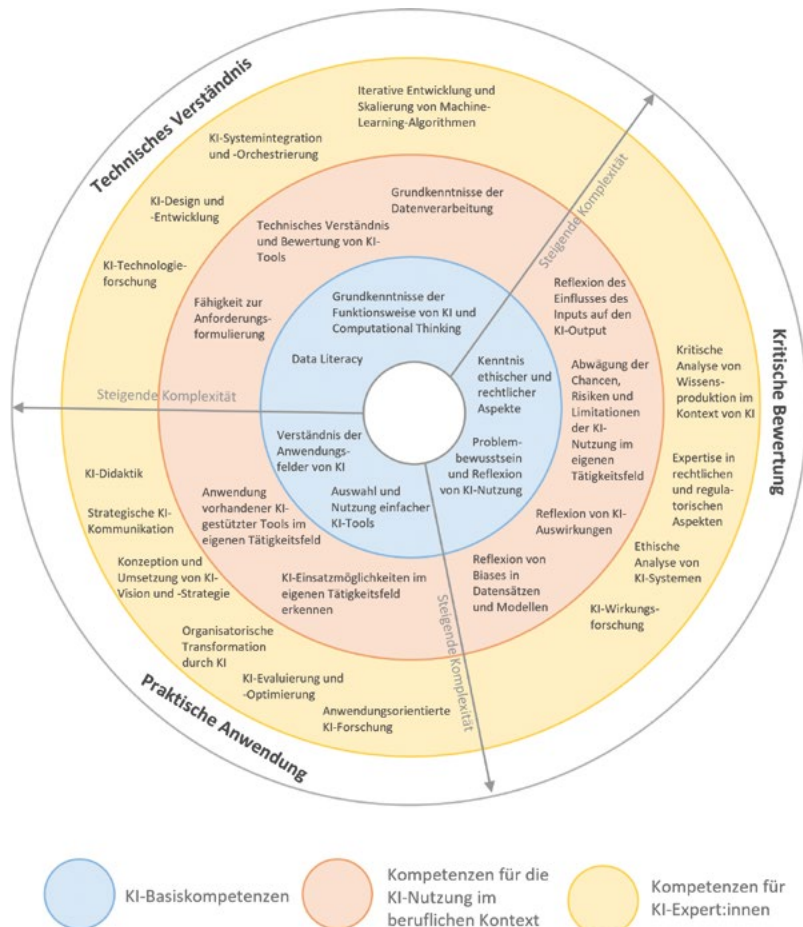 Technisches Verständnis
Iterative Entwicklung und
Skalierung von Machine-
Learning-Algorithmen
KI-Systemintegration
und -Orchestrierung
KI-Design und
-Entwicklung
KI-Technologie-
forschung
Grundkenntnisse der
Datenverarbeitung
Technisches Verständnis
und Bewertung von KI-
Tools
Fähigkeit zur
Anforderungs-
formulierung
Grundkenntnisse der
Funktionsweise von KI und
Computational Thinking
Data Literacy
Steigende Komplexität
Kritische Bewertung
Reflexion des
Einflusses des
Inputs auf den
KI-Output
Kenntnis
ethischer und
rechtlicher
Aspekte
Abwägung der
Chancen,
Risiken und
Limitationen
der KI-
Nutzung im
eigenen
Tätigkeitsfeld
Kritische
Analyse von
Wissens-
produktion im
Kontext von KI
Problem-
bewusstsein
und Reflexion
von KI-Nutzung
Expertise in
rechtlichen
und regula-
torischen
Aspekten
Reflexion von KI-
Auswirkungen
Ethische
Analyse von
KI-Systemen
Reflexion von
Biases in
Datensätzen
und Modellen
KI-Wirkungs-
forschung
Steigende Komplexität
Steigende Komplexität
Verständnis der
Anwendungs-
felder von KI
Auswahl und
Nutzung einfacher
KI-Tools
KI-Didaktik
Strategische KI-
Kommunikation
Anwendung
vorhandener KI-
gestützter Tools im
eigenen Tätigkeitsfeld
Konzeption und
Umsetzung von KI-
Vision und -Strategie
KI-Einsatzmöglichkeiten im
eigenen Tätigkeitsfeld
erkennen
Organisatorische
Transformation
durch KI
KI-Evaluierung und
-Optimierung
Anwendungsorientierte
KI-Forschung
Praktische Anwendung
KI-Basiskompetenzen
Kompetenzen für die
KI-Nutzung im
beruflichen Kontext
Kompetenzen für
KI-Expert:innen